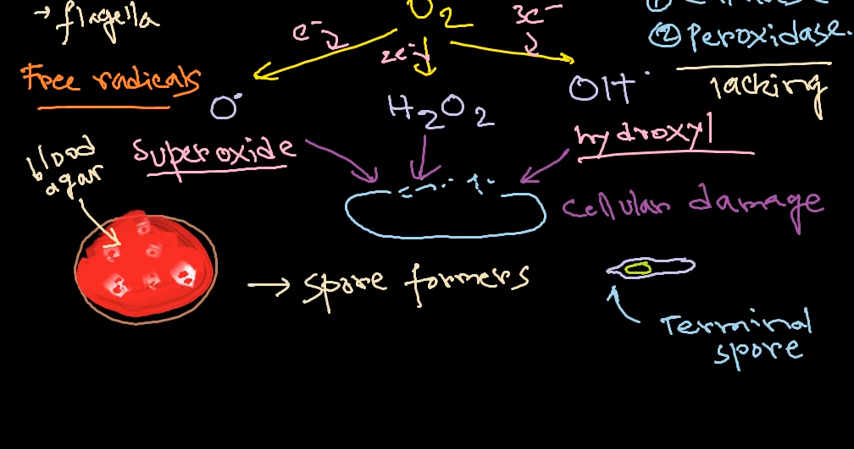 → flagella
O2
e-
2e-
3e-
①
② Peroxidase.
lacking
Free radicals
O•
H2O2
OH•
Superoxide
hydroxyl
blood
agar
cellular damage
→ spore formers
Terminal
spore